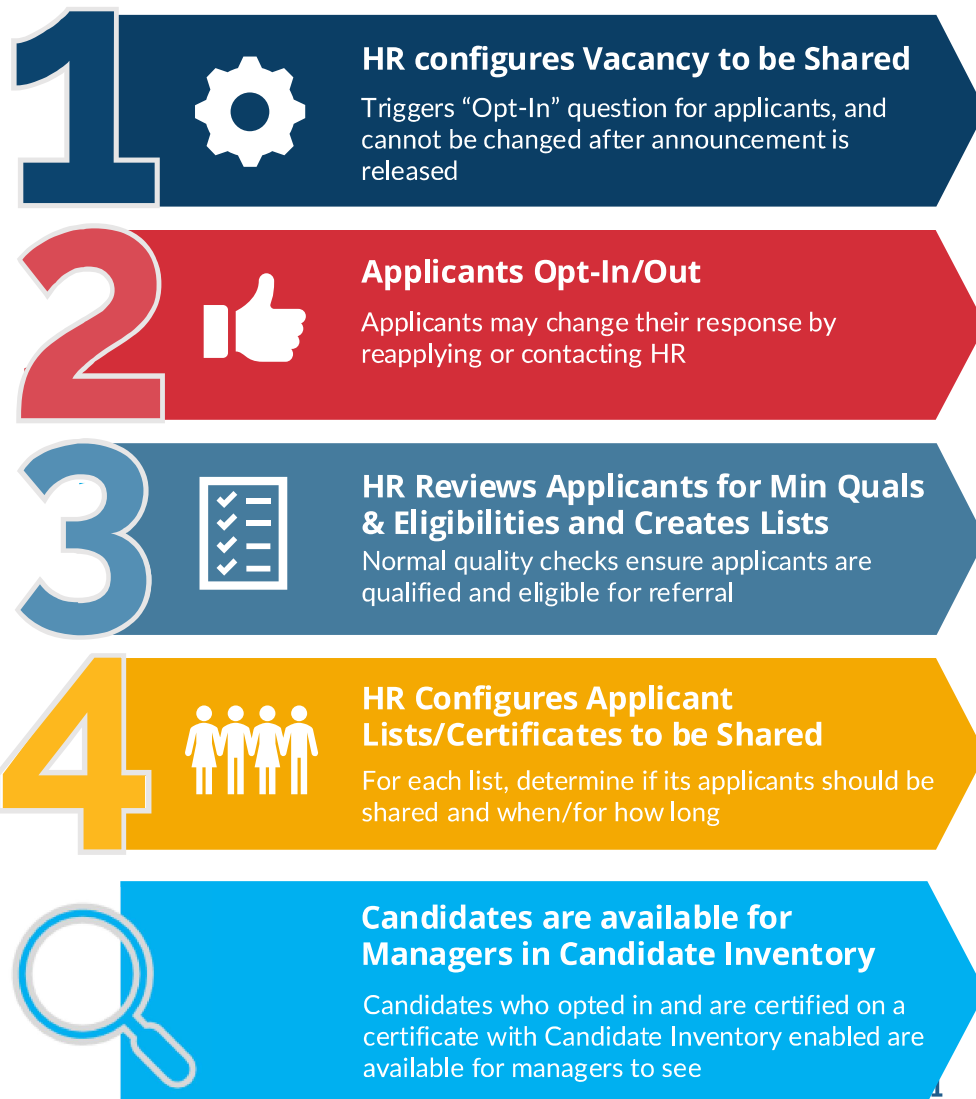 1
HR configures Vacancy to be Shared
Triggers “Opt-In” question for applicants, and
cannot be changed after announcement is
released
2
Applicants Opt-In/Out
Applicants may change their response by
reapplying or contacting HR
3
HR Reviews Applicants for Min Quals
& Eligibilities and Creates Lists
Normal quality checks ensure applicants are
qualified and eligible for referral
4
HR Configures Applicant
Lists/Certificates to be Shared
For each list, determine if its applicants should be
shared and when/for how long
Candidates are available for
Managers in Candidate Inventory
Candidates who opted in and are certified on a
certificate with Candidate Inventory enabled are
available for managers to see